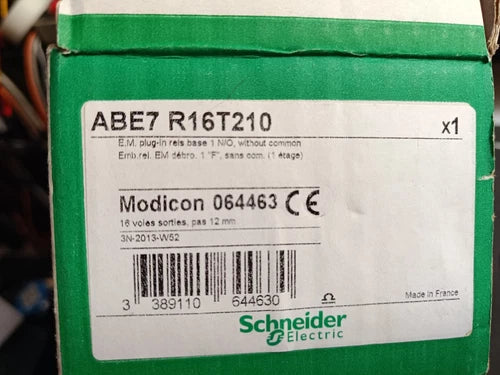 ABE7 R16T210
x1
E.M. plug-in rels base 1 N/O, without common
Emb.rel. EM débro. 1 "F", sans com. (1 étage)
Modicon 064463 CE
16 voies sorties, pas 12 mm
3N-2013-W52
3 389110 644630
Ω
Made in France
Schneider
Electric